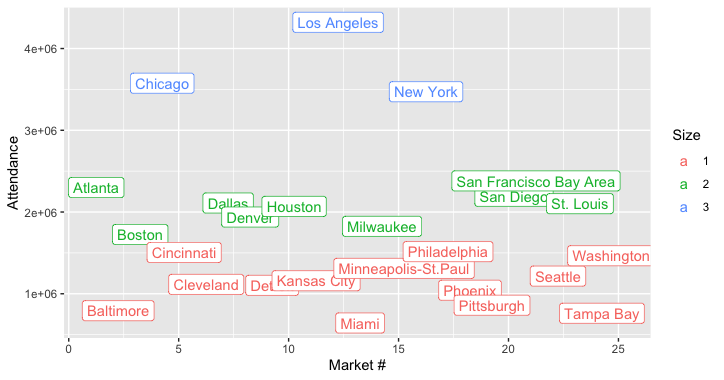 Los Angeles
4e+06
Chicago
New York
3e+06
Size
a 1
a 2
a 3
Attendance
San Francisco Bay Area
Atlanta
San Diego
Dallas
Houston
St. Louis
2e+06
Denver
Milwaukee
Boston
Cincinnati
Philadelphia
Washington
Minneapolis-St.Paul
Seattle
Kansas City
Cleveland
Phoenix
1e+06
Pittsburgh
Baltimore
Tampa Bay
Miami
0 5 10 15 20 25
Market #